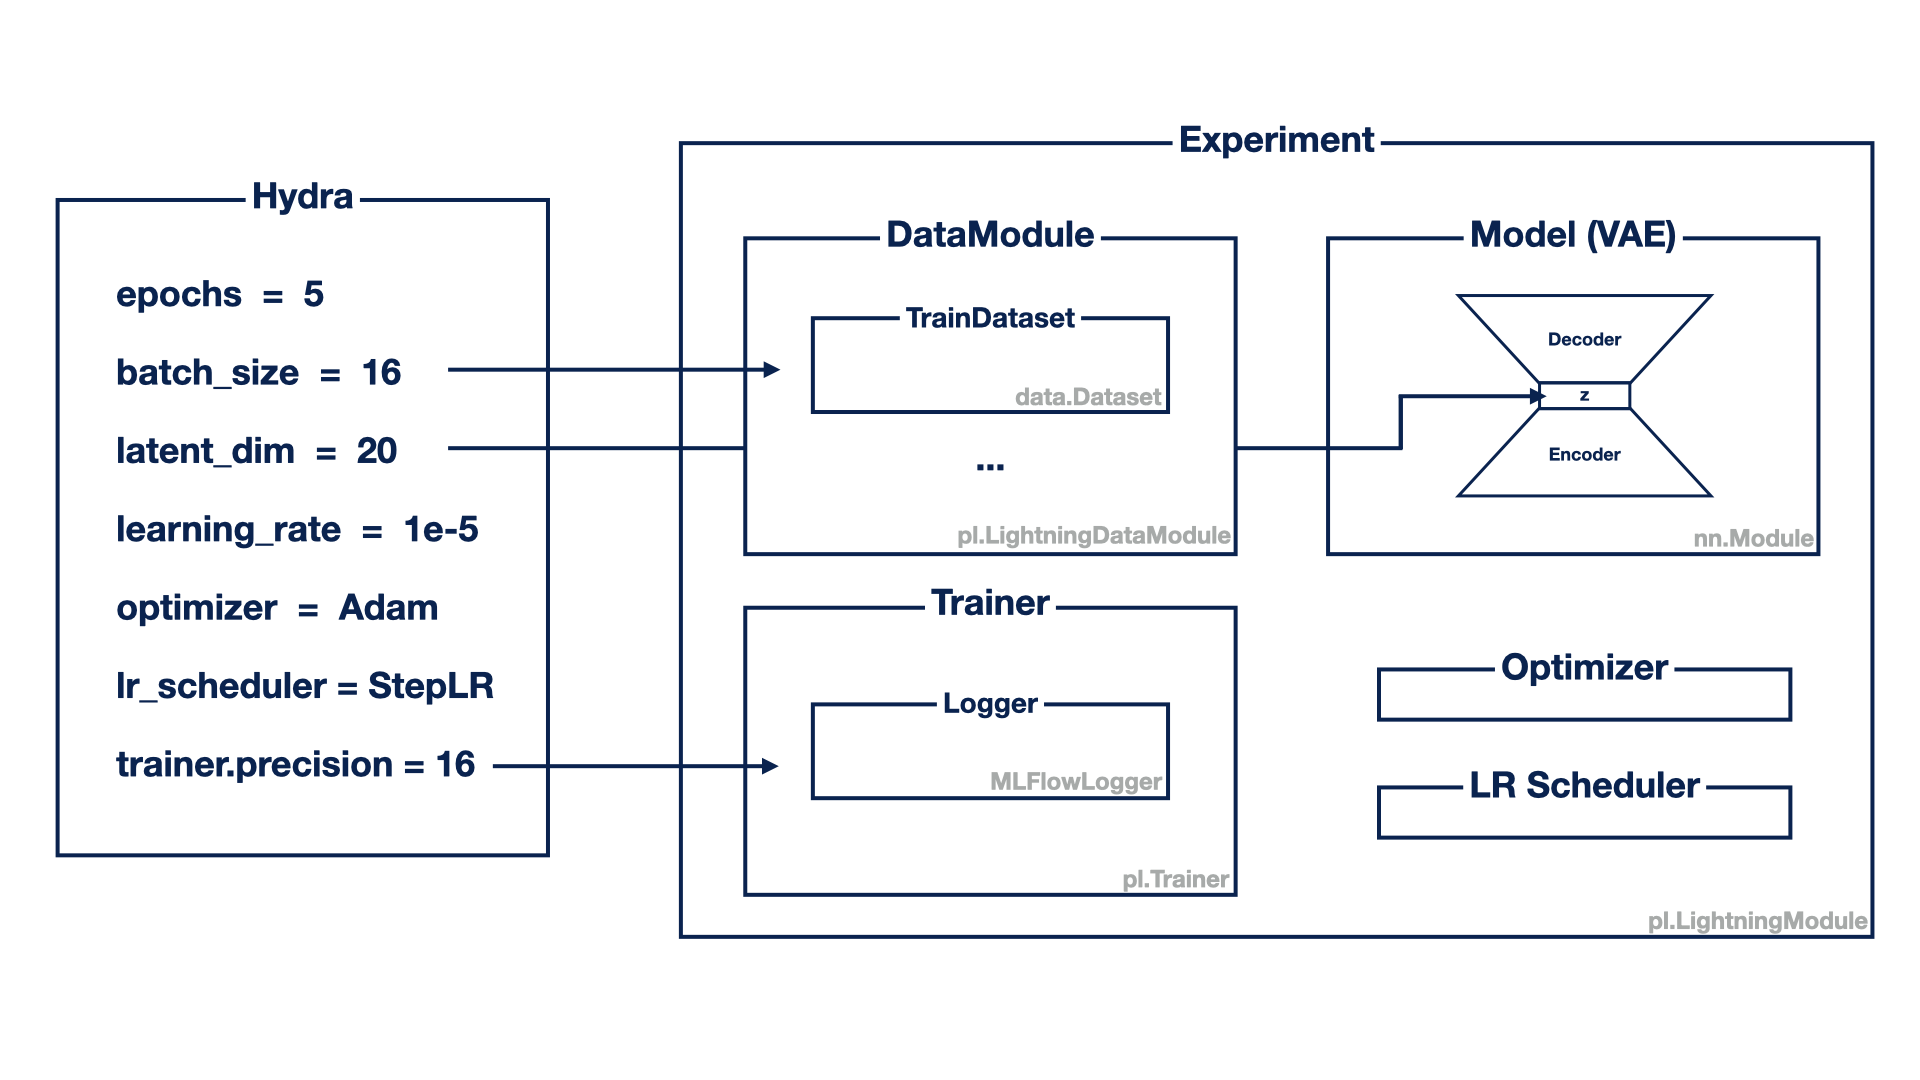 Hydra
epochs = 5
batch_size = 16
latent_dim = 20
learning_rate = 1e-5
optimizer = Adam
lr_scheduler = StepLR
trainer.precision = 16
Experiment
DataModule
TrainDataset
data.Dataset
...
pl.LightningDataModule
Model (VAE)
Decoder
z
Encoder
nn.Module
Trainer
Logger
MLFlowLogger
pl.Trainer
Optimizer
LR Scheduler
pl.LightningModule